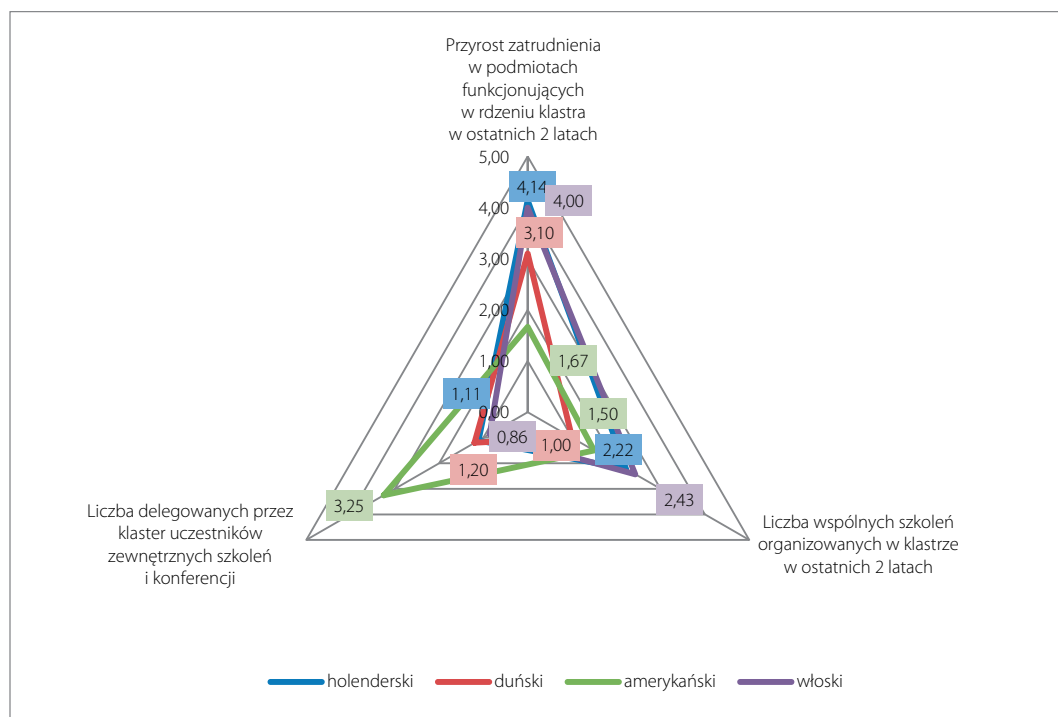 Przyrost zatrudnienia
w podmiotach
funkcjonujących
w rdzeniu klastra
w ostatnich 2 latach
5,00
4,14
4,00
4,00
3,10
3,00
2,00
1,67
1,00
1,11
1,50
0,00
0,86
1,00
2,22
1,20
2,43
3,25
Liczba delegowanych przez
klaster uczestników
zewnętrznych szkoleń
i konferencji
Liczba wspólnych szkoleń
organizowanych w klastrze
w ostatnich 2 latach
holenderski
duński
amerykański
włoski